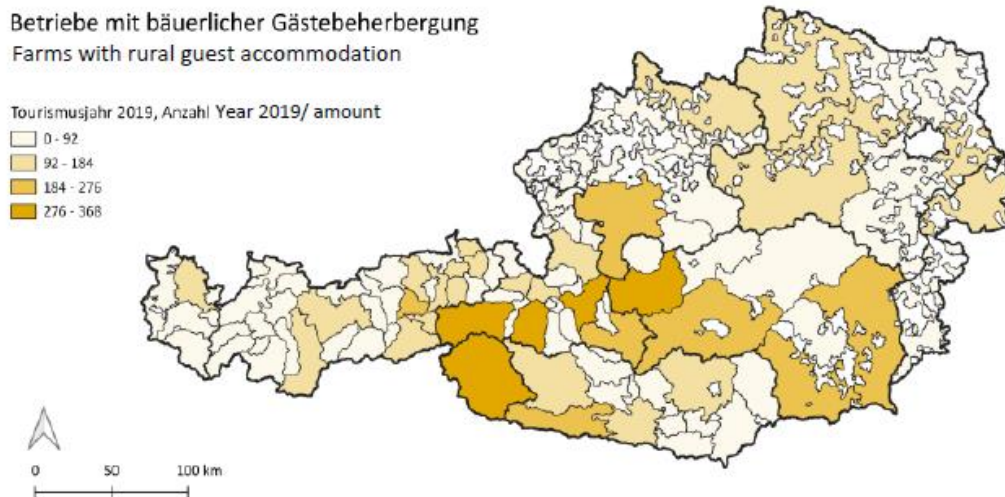 Betriebe mit bäuerlicher Gästebeherbergung
Farms with rural guest accommodation
Tourismusjahr 2019, Anzahl Year 2019/ amount
0 - 92
92 - 184
184 - 276
276 - 368
0 50 100 km